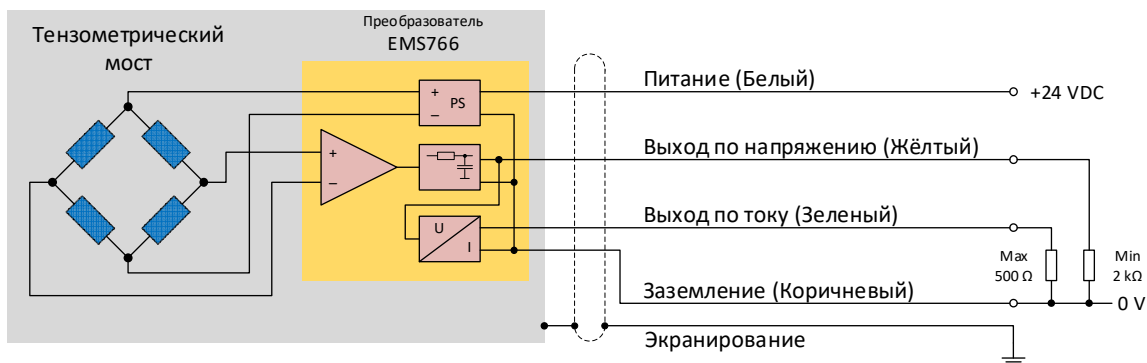 Тензометрический
мост
Преобразователь
EMS766
+
−
PS
+
−
U
I
Питание (Белый)
+24 VDC
Выход по напряжению (Жёлтый)
Выход по току (Зеленый)
Max
500 Ω
Min
2 kΩ
Заземление (Коричневый)
0 V
Экранирование